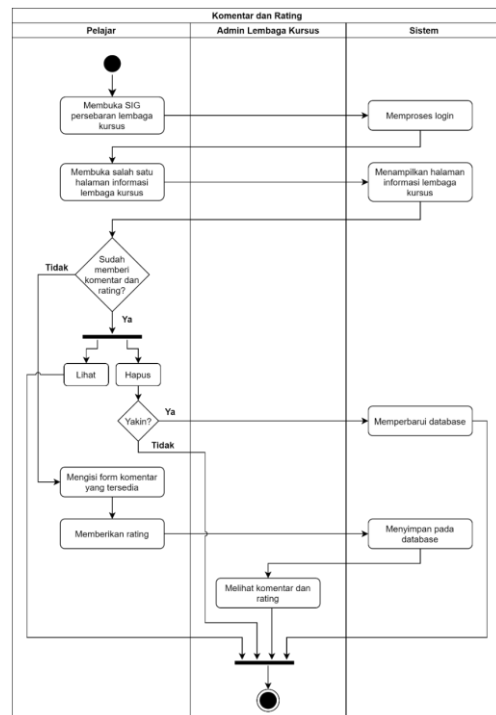 Komentar dan Rating
Pelajar
Admin Lembaga Kursus
Sistem
Membuka SIG
persebaran lembaga
kursus
Memproses login
Membuka salah satu
halaman informasi
lembaga kursus
Menampilkan halaman
informasi lembaga
kursus
Sudah
memberi
komentar dan
rating?
Tidak
Ya
Lihat
Hapus
Yakin?
Ya
Tidak
Memperbarui database
Mengisi form komentar
yang tersedia
Memberikan rating
Menyimpan pada
database
Melihat komentar dan
rating